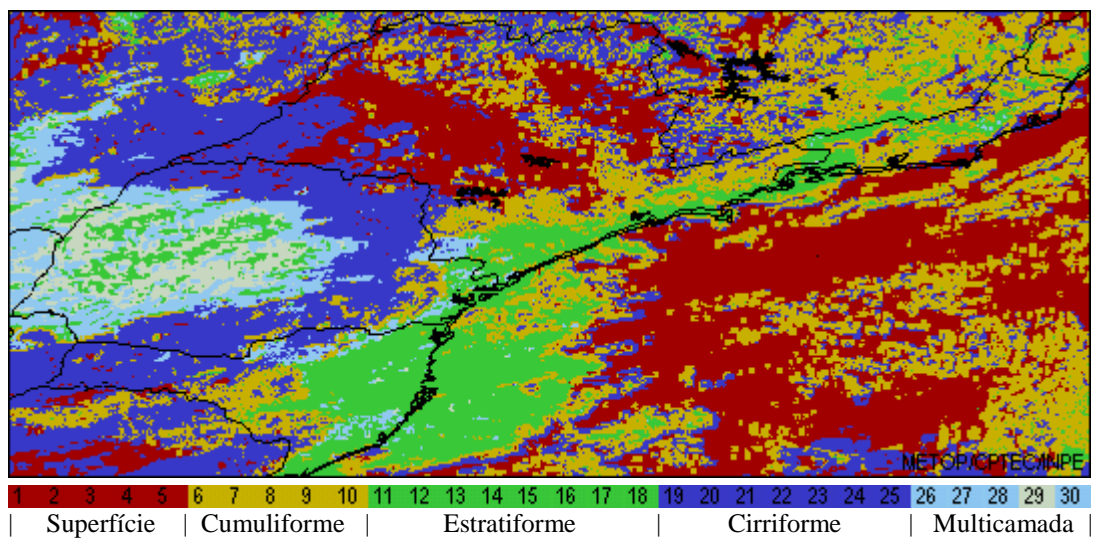 METOP/CPTEC/INPE
1 2 3 4 5 6 7 8 9 10 11 12 13 14 15 16 17 18 19 20 21 22 23 24 25 26 27 28 29 30
| Superfície | Cumuliforme | Estratiforme | Cirriforme | Multicamada |